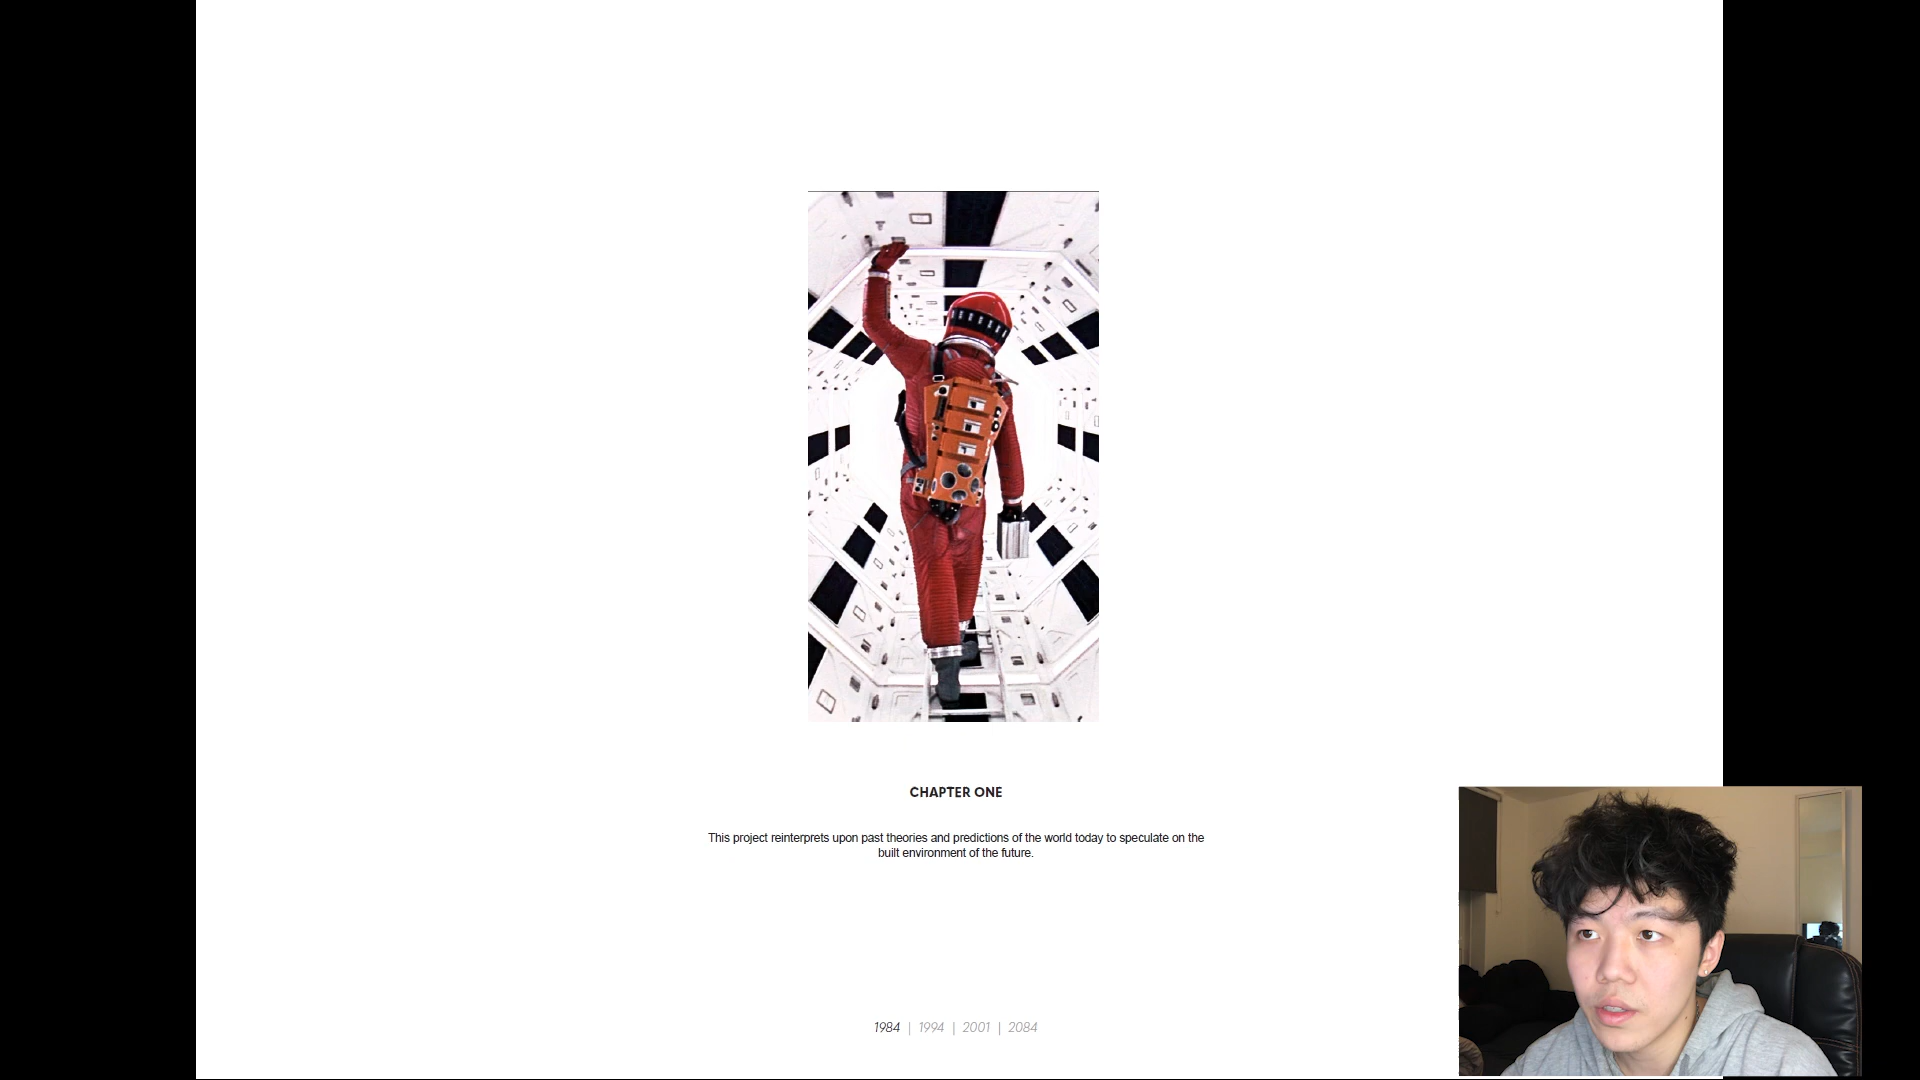 CHAPTER ONE
This project reinterprets upon past theories and predictions of the world today to speculate on the
built environment of the future.
1984 | 1994 | 2001 | 2084